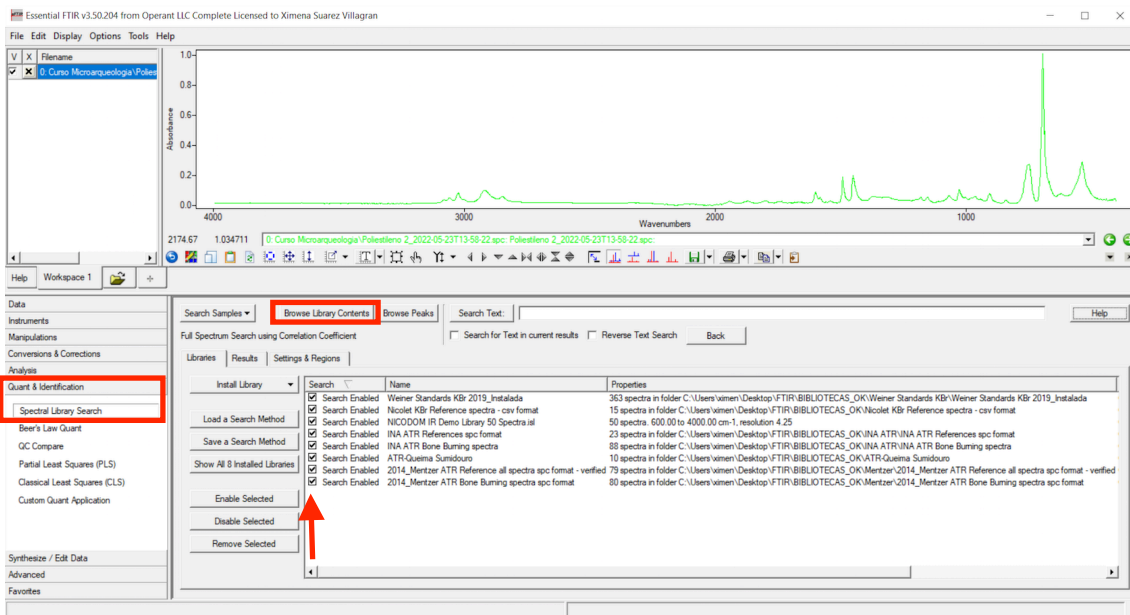 Essential FTIR v3.50.204 from Operant LLC Complete Licensed to Ximena Suarez Villagran
File Edit Display Options Tools Help
V X Filename
0: Curso Microarqueologia\Polies
1.0
0.8
0.6
0.4
0.2
0.0
Absorbance
4000 3000 2000 1000
Wavenumbers
2174.67 1.034711 0: Curso Microarqueologia\Poliestileno 2_2022-05-23T13-58-22.spc: Poliestileno 2_2022-05-23T13-58-22.spc
Help Workspace 1
Data
Instruments
Manipulations
Conversions & Corrections
Analysis
Quant & Identification
Spectral Library Search
Beer's Law Quant
QC Compare
Partial Least Squares (PLS)
Classical Least Squares (CLS)
Custom Quant Application
Synthesize / Edit Data
Advanced
Favorites
Search Samples Browse Library Contents Browse Peaks Search Text: Help
Full Spectrum Search using Correlation Coefficient Search for Text in current results Reverse Text Search Back
Libraries Results Settings & Regions
Install Library
Load a Search Method
Save a Search Method
Show All 8 Installed Libraries
Enable Selected
Disable Selected
Remove Selected
Search Name Properties
Search Enabled Weiner Standards KBr 2019_Instalada 363 spectra in folder C:\Users\ximen\Desktop\FTIR\BIBLIOTECAS_OK\Weiner Standards KBr\Weiner Standards KBr 2019_Instalada
Search Enabled Nicolet KBr Reference spectra - csv format 15 spectra in folder C:\Users\ximen\Desktop\FTIR\BIBLIOTECAS_OK\Nicolet KBr Reference spectra - csv format
Search Enabled NICODOM IR Demo Library 50 Spectra.isl 50 spectra. 600.00 to 4000.00 cm-1, resolution 4.25
Search Enabled INA ATR References spc format 23 spectra in folder C:\Users\ximen\Desktop\FTIR\BIBLIOTECAS_OK\INA ATR\INA ATR References spc format
Search Enabled INA ATR Bone Burning spectra 88 spectra in folder C:\Users\ximen\Desktop\FTIR\BIBLIOTECAS_OK\INA ATR\INA ATR Bone Burning spectra
Search Enabled ATR-Queima Sumidouro 10 spectra in folder C:\Users\ximen\Desktop\FTIR\BIBLIOTECAS_OK\ATR-Queima Sumidouro
Search Enabled 2014_Mentzer ATR Reference all spectra spc format - verified 79 spectra in folder C:\Users\ximen\Desktop\FTIR\BIBLIOTECAS_OK\Mentzer\2014_Mentzer ATR Reference all spectra spc format - ver
Search Enabled 2014_Mentzer ATR Bone Burning spectra spc format 80 spectra in folder C:\Users\ximen\Desktop\FTIR\BIBLIOTECAS_OK\Mentzer\2014_Mentzer ATR Bone Burning spectra spc format